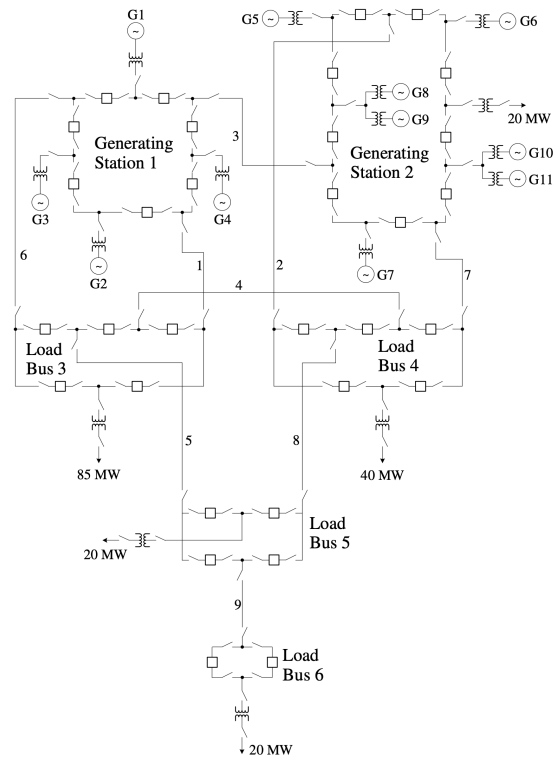 G1
G5
G6
G8
G9
20 MW
3
Generating
Station 1
Generating
Station 2
G10
G11
G3
G4
G2
G7
6
1
2
7
4
Load
Bus 3
Load
Bus 4
5
8
85 MW
40 MW
Load
Bus 5
20 MW
9
Load
Bus 6
20 MW